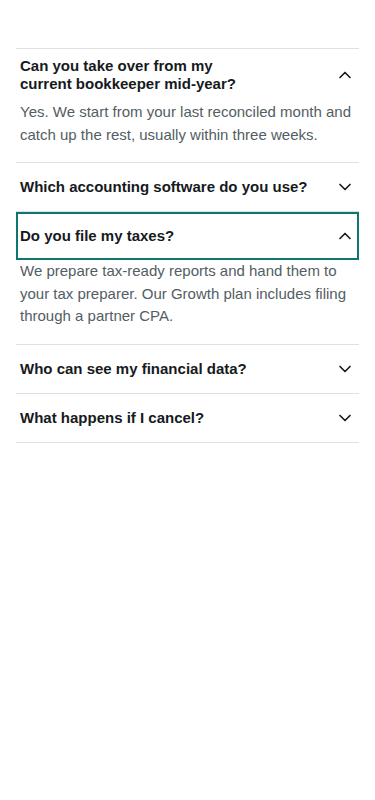 Can you take over from my
current bookkeeper mid-year?
Yes. We start from your last reconciled month and
catch up the rest, usually within three weeks.
Which accounting software do you use?
Do you file my taxes?
We prepare tax-ready reports and hand them to
your tax preparer. Our Growth plan includes filing
through a partner CPA.
Who can see my financial data?
What happens if I cancel?